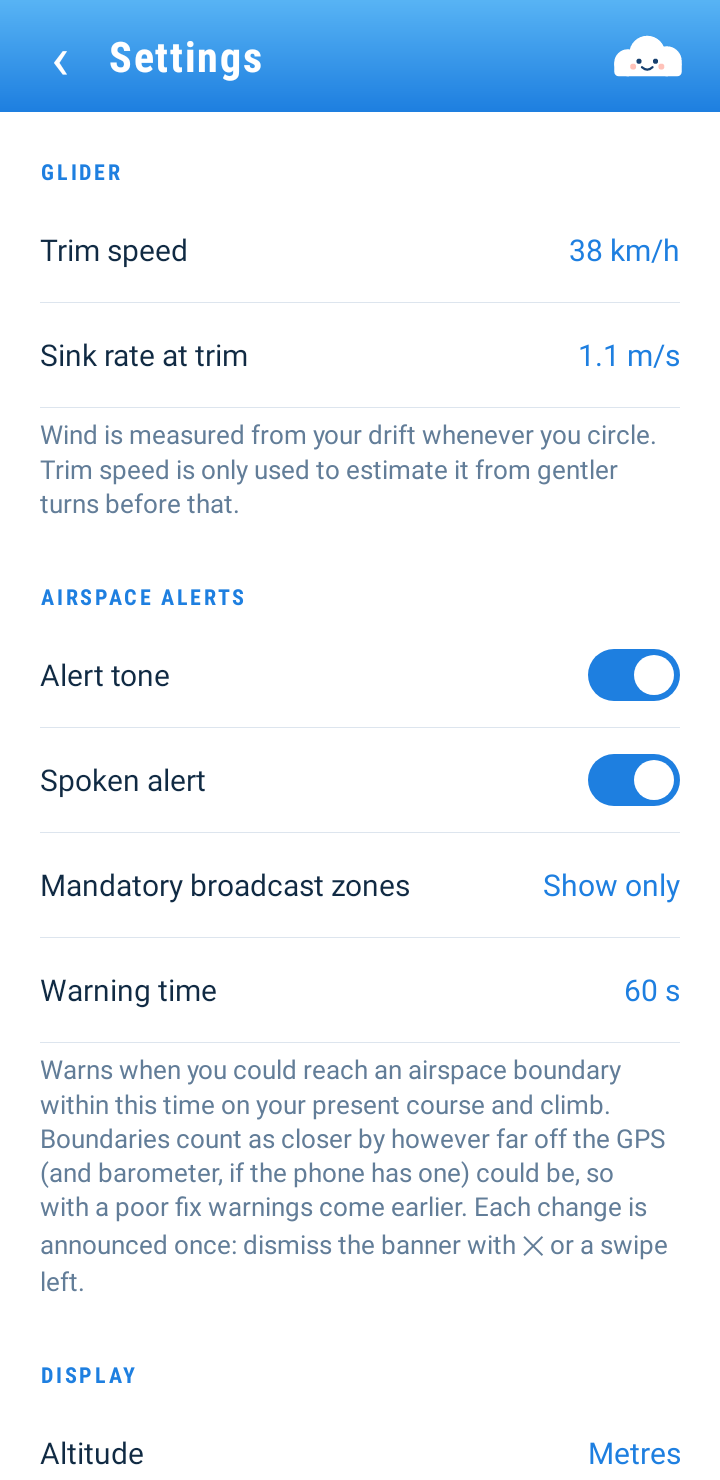 Settings
GLIDER
Trim speed 38 km/h
Sink rate at trim 1.1 m/s
Wind is measured from your drift whenever you circle.
Trim speed is only used to estimate it from gentler
turns before that.
AIRSPACE ALERTS
Alert tone
Spoken alert
Mandatory broadcast zones Show only
Warning time 60 s
Warns when you could reach an airspace boundary
within this time on your present course and climb.
Boundaries count as closer by however far off the GPS
(and barometer, if the phone has one) could be, so
with a poor fix warnings come earlier. Each change is
announced once: dismiss the banner with ✕ or a swipe
left.
DISPLAY
Altitude Metres